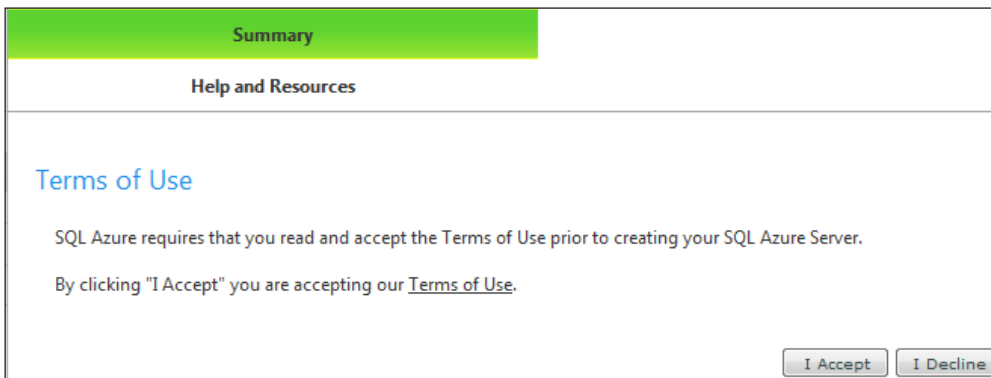 Summary
Help and Resources
Terms of Use
SQL Azure requires that you read and accept the Terms of Use prior to creating your SQL Azure Server.
By clicking "I Accept" you are accepting our Terms of Use.
I Accept I Decline